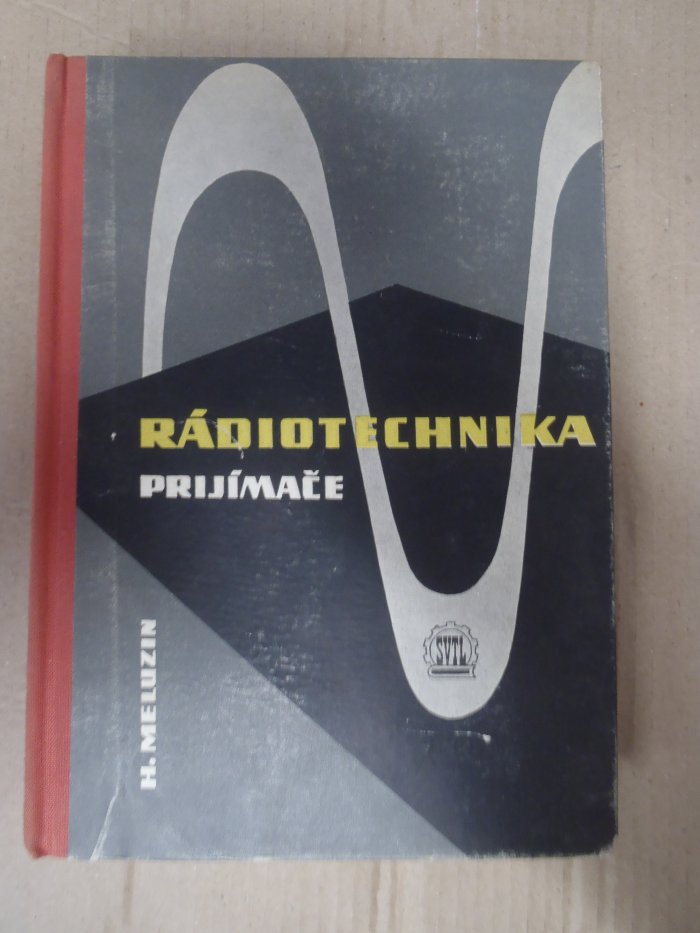 RÁDIOTECHNIKA
PRIJÍMAČE
H. MELUZIN
SVTL